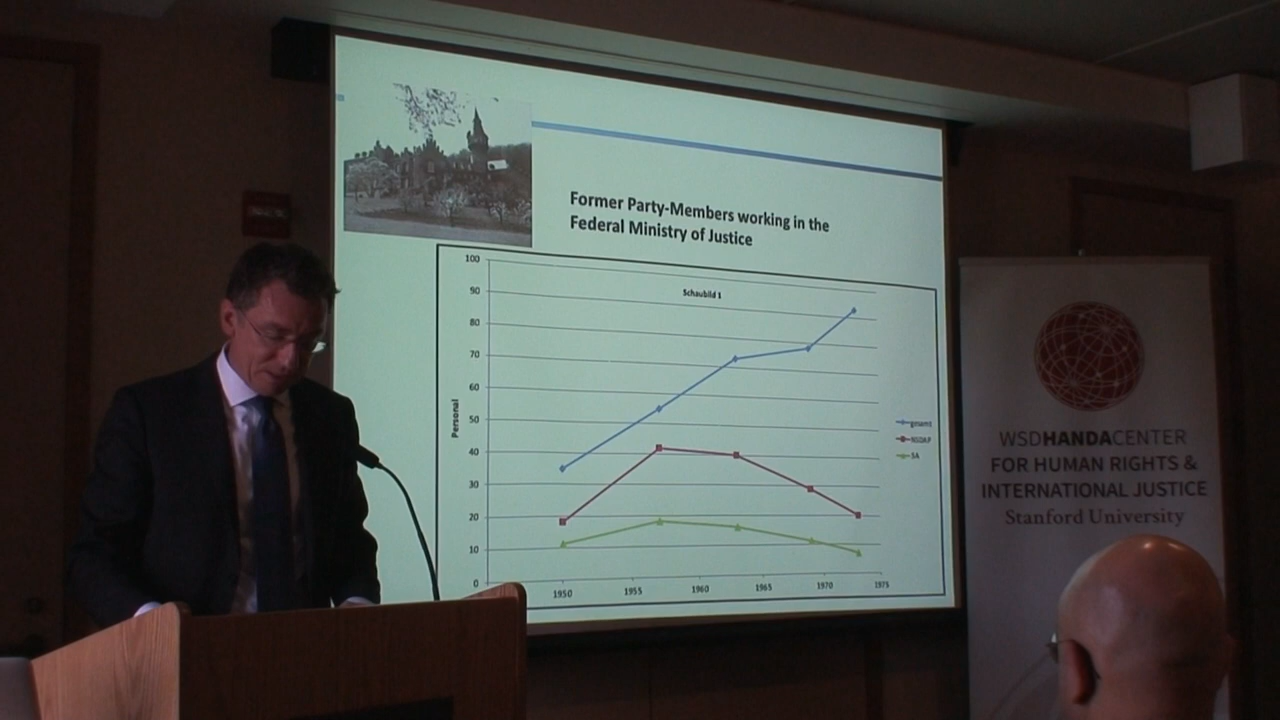 Former Party-Members working in the
Federal Ministry of Justice
Schaubild 1
100
90
80
70
60
50
40
30
20
10
0
Personal
1950
1955
1960
1965
1970
1975
gesamt
NSDAP
SA
WSDHANDACENTER
FOR HUMAN RIGHTS &
INTERNATIONAL JUSTICE
Stanford University